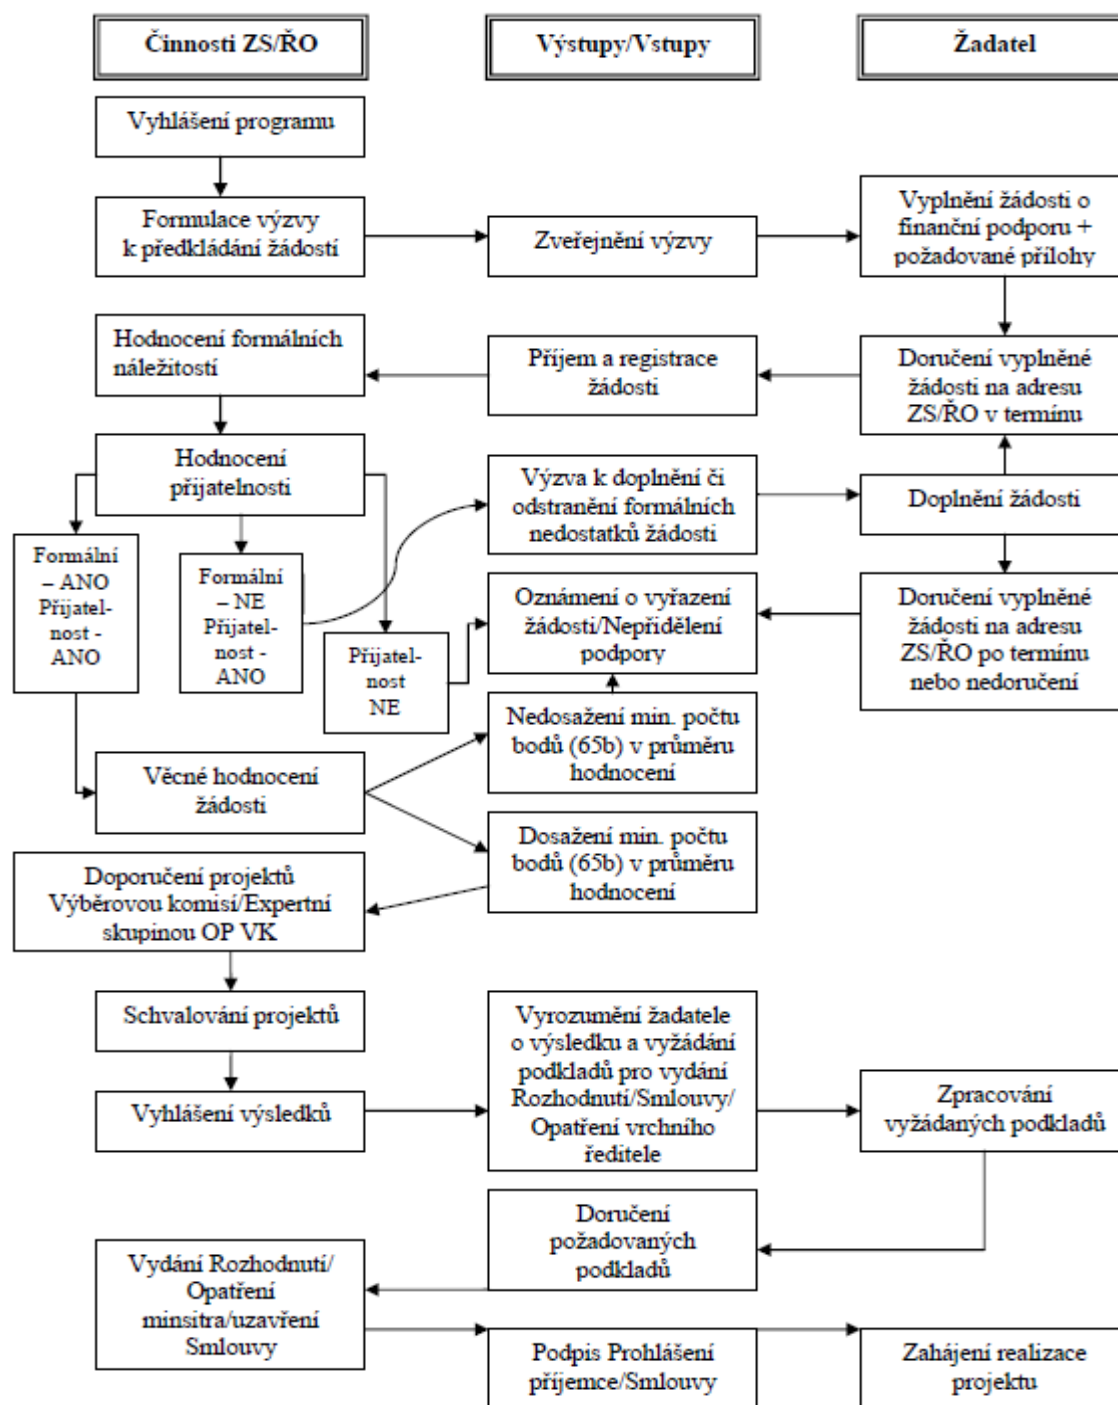 Činnosti ZS/ŘO
Výstupy/Vstupy
Žadatel
Vyhlášení programu
Formulace výzvy
k předkládání žádostí
Zveřejnění výzvy
Vyplnění žádosti o
finanční podporu +
požadované přílohy
Hodnocení formálních
náležitostí
Příjem a registrace
žádosti
Doručení vyplněné
žádosti na adresu
ZS/ŘO v termínu
Hodnocení
přijatelnosti
Výzva k doplnění či
odstranění formálních
nedostatků žádosti
Doplnění žádosti
Formální
– ANO
Přijatel-
nost -
ANO
Formální
– NE
Přijatel-
nost -
ANO
Přijatel-
nost
NE
Oznámení o vyřazení
žádosti/Nepřidělení
podpory
Doručení vyplněné
žádosti na adresu
ZS/ŘO po termínu
nebo nedoručení
Věcné hodnocení
žádosti
Nedosažení min. počtu
bodů (65b) v průměru
hodnocení
Dosažení min. počtu
bodů (65b) v průměru
hodnocení
Doporučení projektů
Výběrovou komisí/Expertní
skupinou OP VK
Schvalování projektů
Vyhlášení výsledků
Vyrozumění žadatele
o výsledku a vyžádání
podkladů pro vydání
Rozhodnutí/Smlouvy/
Opatření vrchního
ředitele
Zpracování
vyžádaných podkladů
Doručení
požadovaných
podkladů
Vydání Rozhodnutí/
Opatření
minsitra/uzavření
Smlouvy
Podpis Prohlášení
příjemce/Smlouvy
Zahájení realizace
projektu